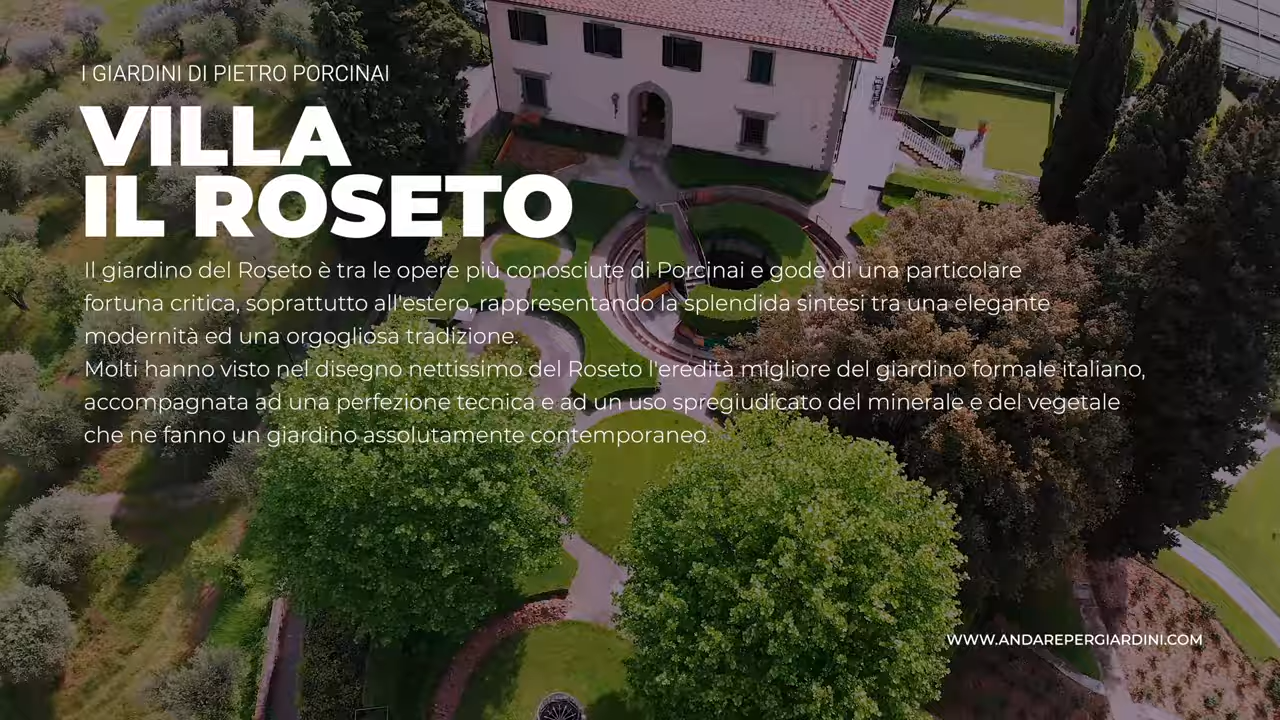 I GIARDINI DI PIETRO PORCINAI
VILLA
IL ROSETO
Il giardino del Roseto è tra le opere più conosciute di Porcinai e gode di una particolare
fortuna critica, soprattutto all'estero, rappresentando la splendida sintesi tra una elegante
modernità ed una orgogliosa tradizione.
Molti hanno visto nel disegno nettissimo del Roseto l'eredità migliore del giardino formale italiano,
accompagnata ad una perfezione tecnica e ad un uso spregiudicato del minerale e del vegetale
che ne fanno un giardino assolutamente contemporaneo.
WWW.ANDAREPERGIARDINI.COM